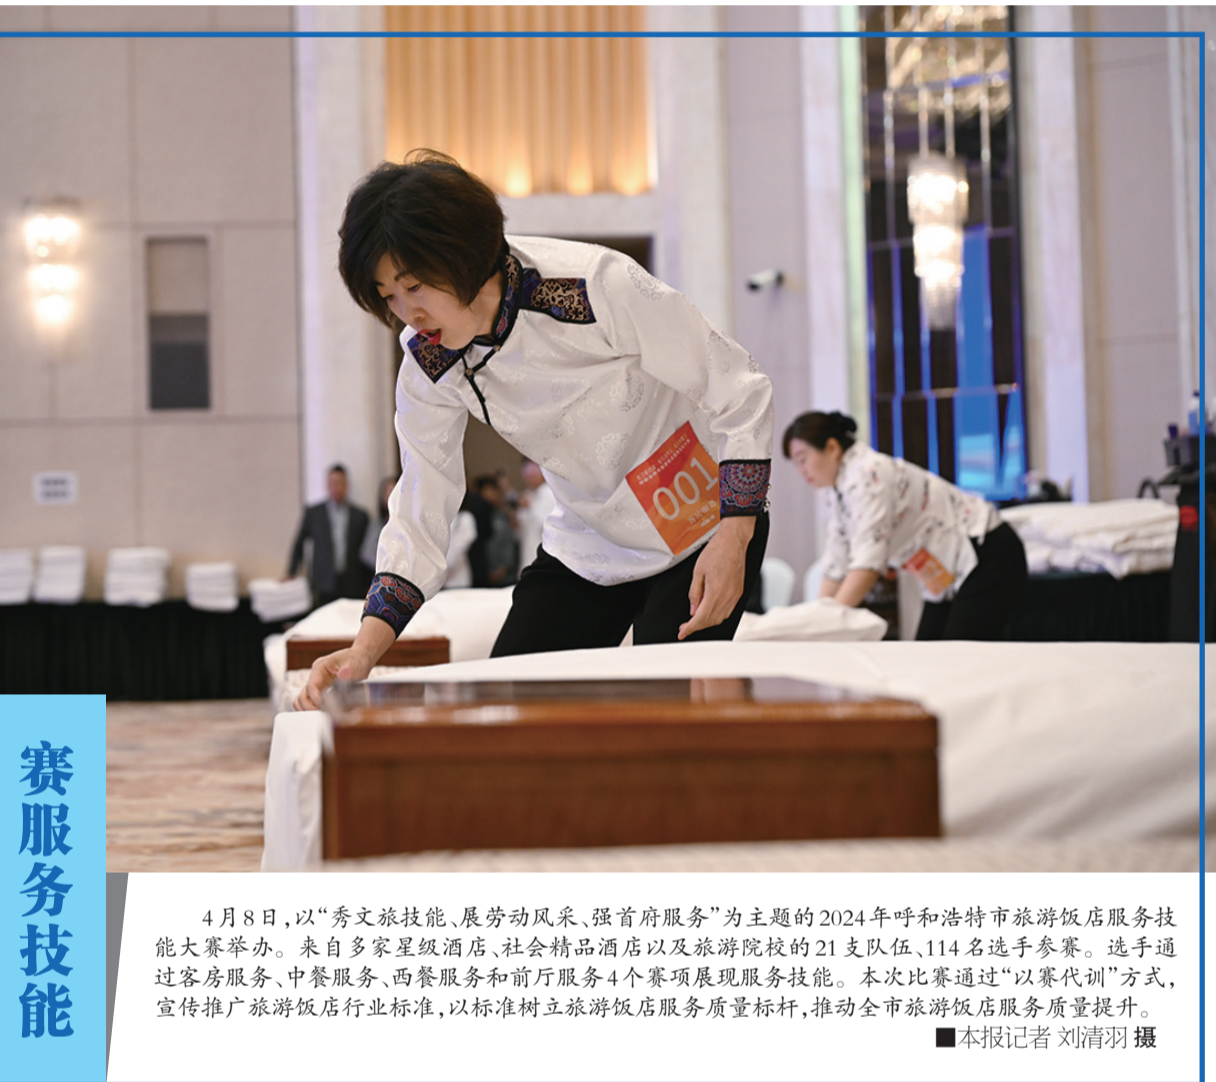 001
赛服务技能
4月8日,以“秀文旅技能、展劳动风采、强首府服务”为主题的2024年呼和浩特市旅游饭店服务技
能大赛举办。来自多家星级酒店、社会精品酒店以及旅游院校的21支队伍、114名选手参赛。选手通
过客房服务、中餐服务、西餐服务和前厅服务4个赛项展现服务技能。本次比赛通过“以赛代训”方式,
宣传推广旅游饭店行业标准,以标准树立旅游饭店服务质量标杆,推动全市旅游饭店服务质量提升。
■本报记者 刘清羽 摄